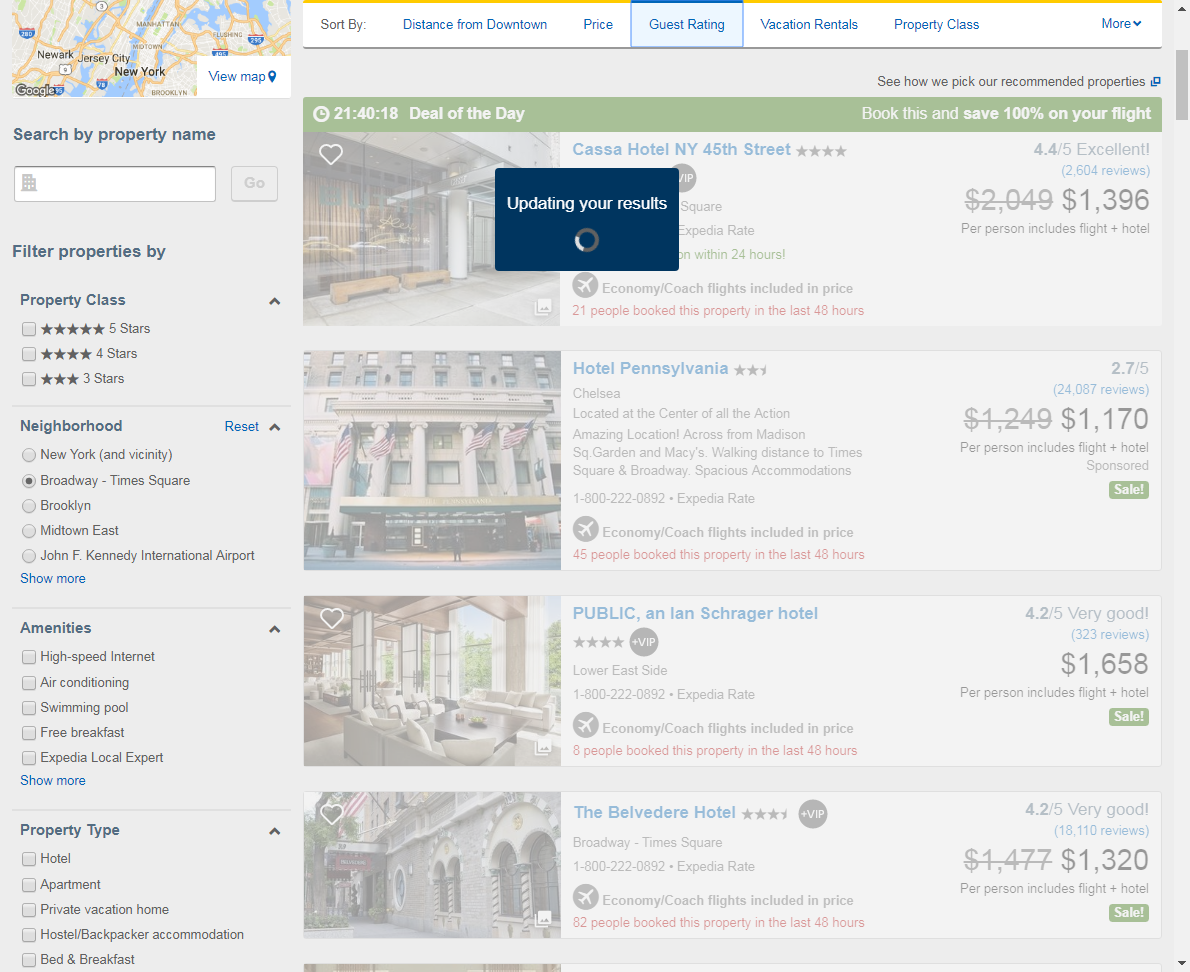 MANHATTAN
FLUSHING
MIDTOWN
Newark
Jersey City
New York
BROOKLYN
Google
View map
Sort By:
Distance from Downtown
Price
Guest Rating
Vacation Rentals
Property Class
More
See how we pick our recommended properties
Search by property name
Go
Filter properties by
Property Class
5 Stars
4 Stars
3 Stars
Neighborhood Reset
New York (and vicinity)
Broadway - Times Square
Brooklyn
Midtown East
John F. Kennedy International Airport
Show more
Amenities
High-speed Internet
Air conditioning
Swimming pool
Free breakfast
Expedia Local Expert
Show more
Property Type
Hotel
Apartment
Private vacation home
Hostel/Backpacker accommodation
Bed & Breakfast
21:40:18 Deal of the Day
Book this and save 100% on your flight
Cassa Hotel NY 45th Street
VIP
Square
Expedia Rate
on within 24 hours!
Updating your results
Economy/Coach flights included in price
21 people booked this property in the last 48 hours
4.4/5 Excellent!
(2,604 reviews)
$2,049 $1,396
Per person includes flight + hotel
Hotel Pennsylvania
Chelsea
Located at the Center of all the Action
Amazing Location! Across from Madison
Sq.Garden and Macy's. Walking distance to Times
Square & Broadway. Spacious Accommodations
1-800-222-0892 • Expedia Rate
Economy/Coach flights included in price
45 people booked this property in the last 48 hours
2.7/5
(24,087 reviews)
$1,249 $1,170
Per person includes flight + hotel
Sponsored
Sale!
PUBLIC, an Ian Schrager hotel
+VIP
Lower East Side
1-800-222-0892 • Expedia Rate
Economy/Coach flights included in price
8 people booked this property in the last 48 hours
4.2/5 Very good!
(323 reviews)
$1,658
Per person includes flight + hotel
Sale!
The Belvedere Hotel
+VIP
Broadway - Times Square
1-800-222-0892 • Expedia Rate
Economy/Coach flights included in price
82 people booked this property in the last 48 hours
4.2/5 Very good!
(18,110 reviews)
$1,477 $1,320
Per person includes flight + hotel
Sale!